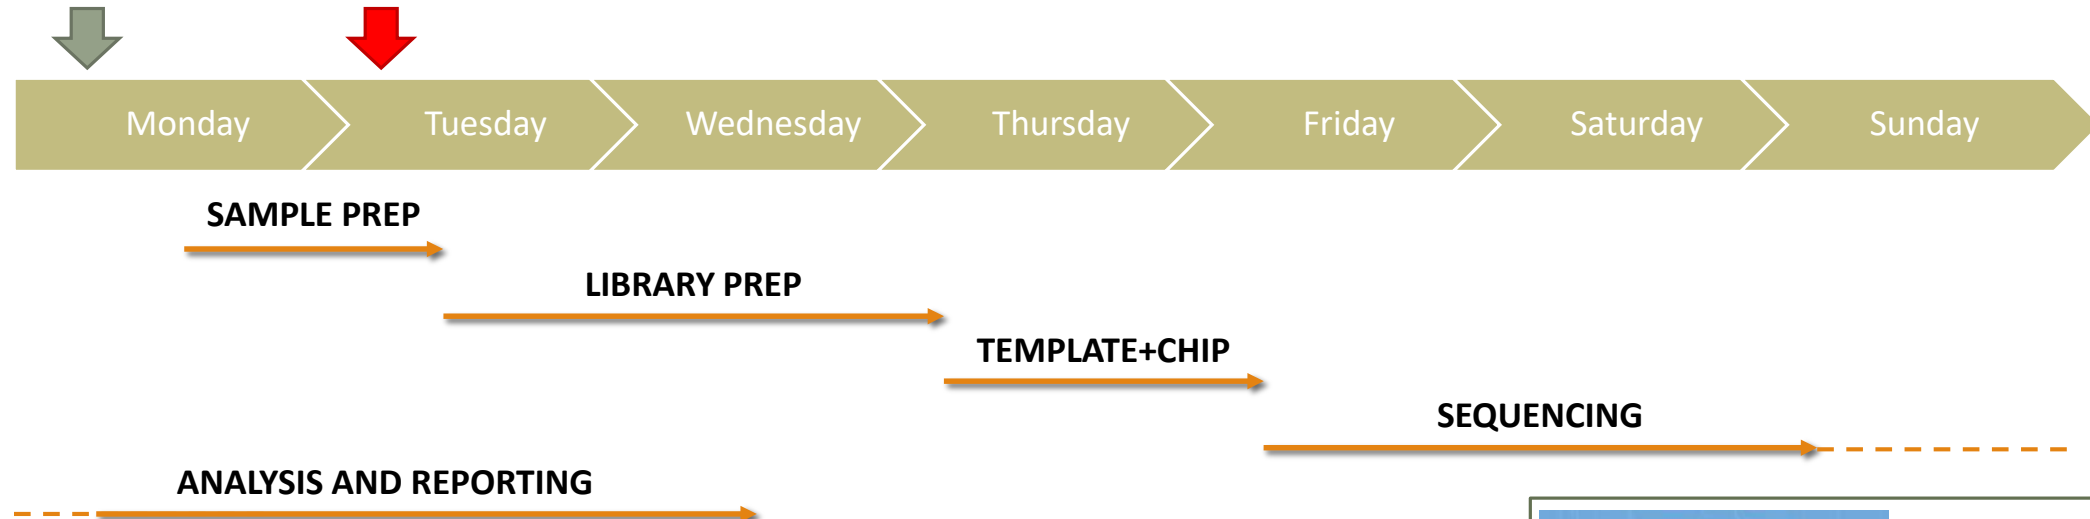 Monday Tuesday Wednesday Thursday Friday Saturday Sunday
SAMPLE PREP
LIBRARY PREP
TEMPLATE+CHIP
SEQUENCING
ANALYSIS AND REPORTING